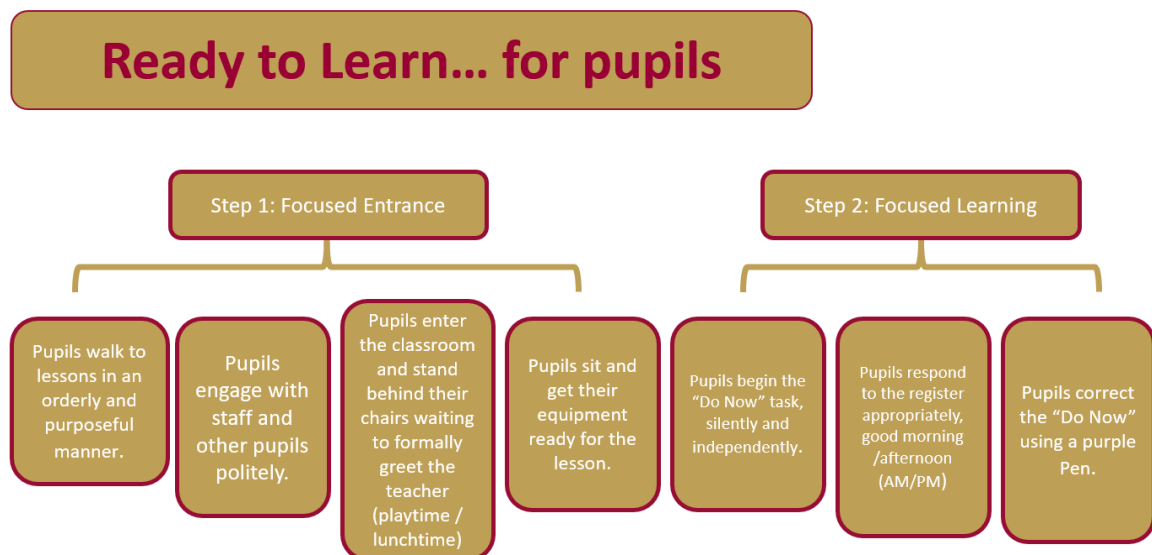 Ready to Learn… for pupils
Step 1: Focused Entrance
Step 2: Focused Learning
Pupils walk to
lessons in an
orderly and
purposeful
manner.
Pupils
engage with
staff and
other pupils
politely.
Pupils enter
the classroom
and stand
behind their
chairs waiting
to formally
greet the
teacher
(playtime /
lunchtime)
Pupils sit and
get their
equipment
ready for the
lesson.
Pupils begin the
“Do Now” task,
silently and
independently.
Pupils respond
to the register
appropriately,
good morning
/afternoon
(AM/PM)
Pupils correct
the “Do Now”
using a purple
Pen.